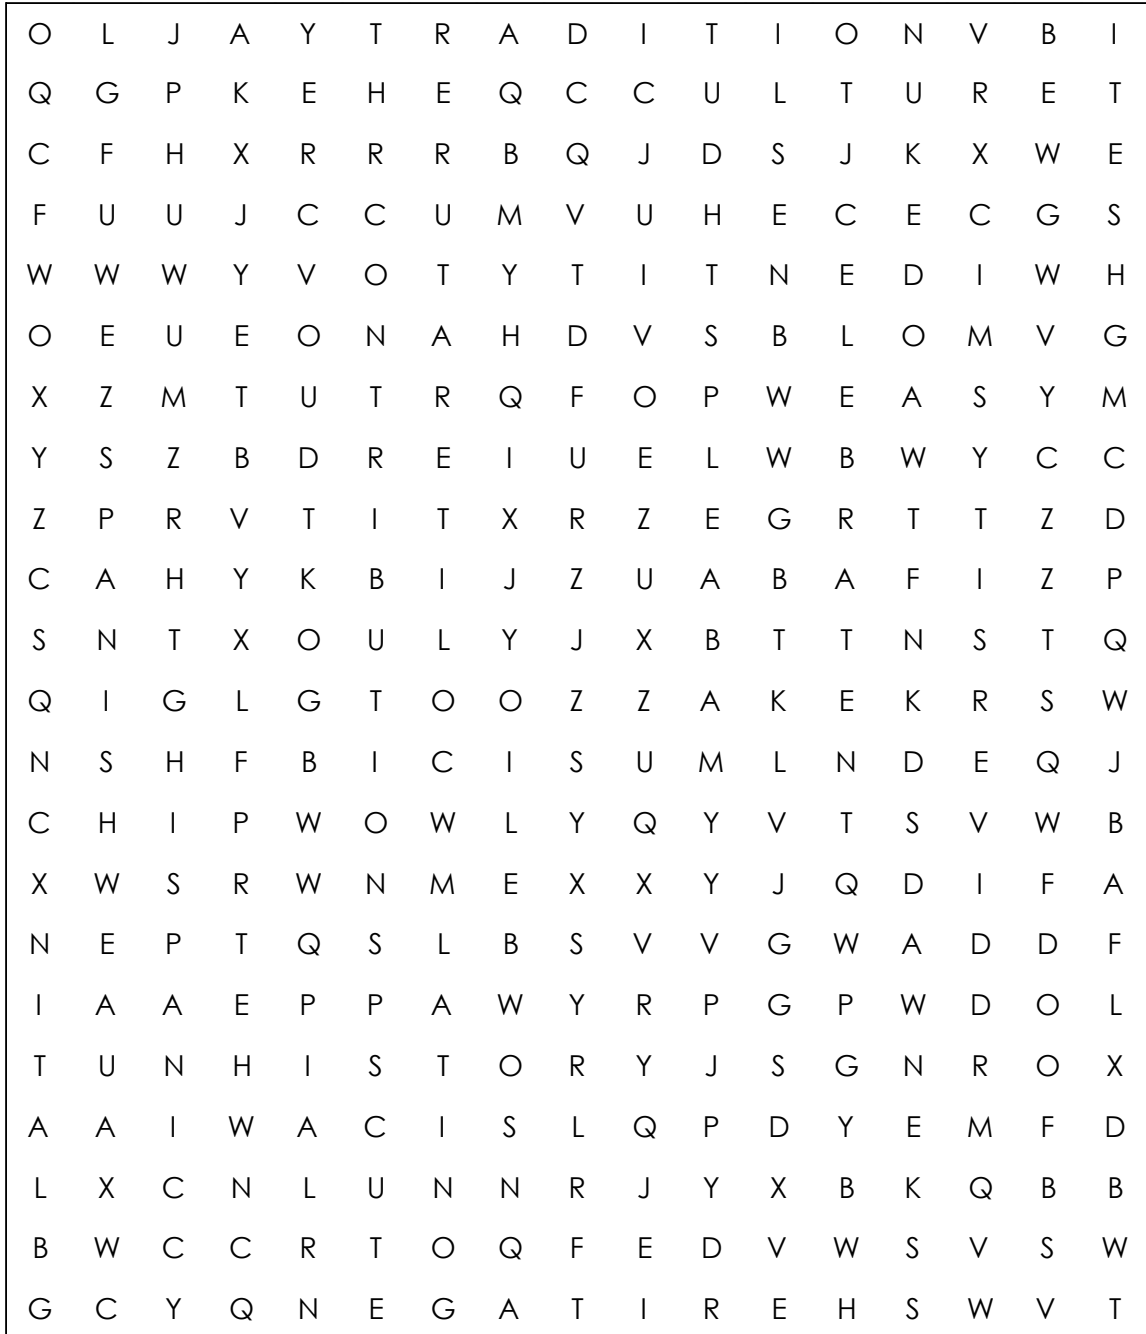 O L J A Y T R A D I T I O N V B I
Q G P K E H E Q C C U L T U R E T
C F H X R R R B Q J D S J K X W E
F U U J C C U M V U H E C E C G S
W W W Y V O T Y T I T N E D I W H
O E U E O N A H D V S B L O M V G
X Z M T U T R Q F O P W E A S Y M
Y S Z B D R E I U E L W B W Y C C
Z P R V T I T X R Z E G R T T Z D
C A H Y K B I J Z U A B A F I Z P
S N T X O U L Y J X B T T N S T Q
Q I G L G T O O Z Z A K E K R S W
N S H F B I C I S U M L N D E Q J
C H I P W O W L Y Q Y V T S V W B
X W S R W N M E X X Y J Q D I F A
N E P T Q S L B S V V G W A D D F
I A A E P P A W Y R P G P W D O L
T U N H I S T O R Y J S G N R O X
A A I W A C I S L Q P D Y E M F D
L X C N L U N N R J Y X B K Q B B
B W C C R T O Q F E D V W S V S W
G C Y Q N E G A T I R E H S W V T